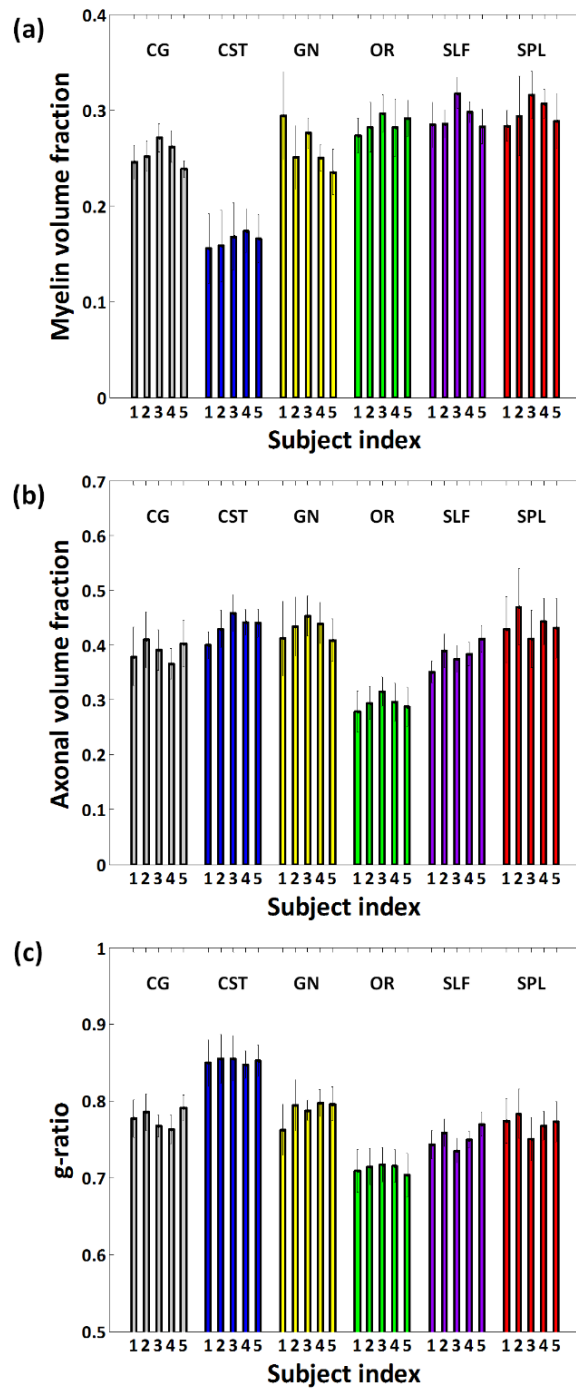 (a)
Myelin volume fraction
0.4
0.3
0.2
0.1
0
CG CST GN OR SLF SPL
1 2 3 4 5 1 2 3 4 5 1 2 3 4 5 1 2 3 4 5 1 2 3 4 5 1 2 3 4 5
Subject index
(b)
Axonal volume fraction
0.7
0.6
0.5
0.4
0.3
0.2
0.1
0
CG CST GN OR SLF SPL
1 2 3 4 5 1 2 3 4 5 1 2 3 4 5 1 2 3 4 5 1 2 3 4 5 1 2 3 4 5
Subject index
(c)
g-ratio
1
0.9
0.8
0.7
0.6
0.5
CG CST GN OR SLF SPL
1 2 3 4 5 1 2 3 4 5 1 2 3 4 5 1 2 3 4 5 1 2 3 4 5 1 2 3 4 5
Subject index